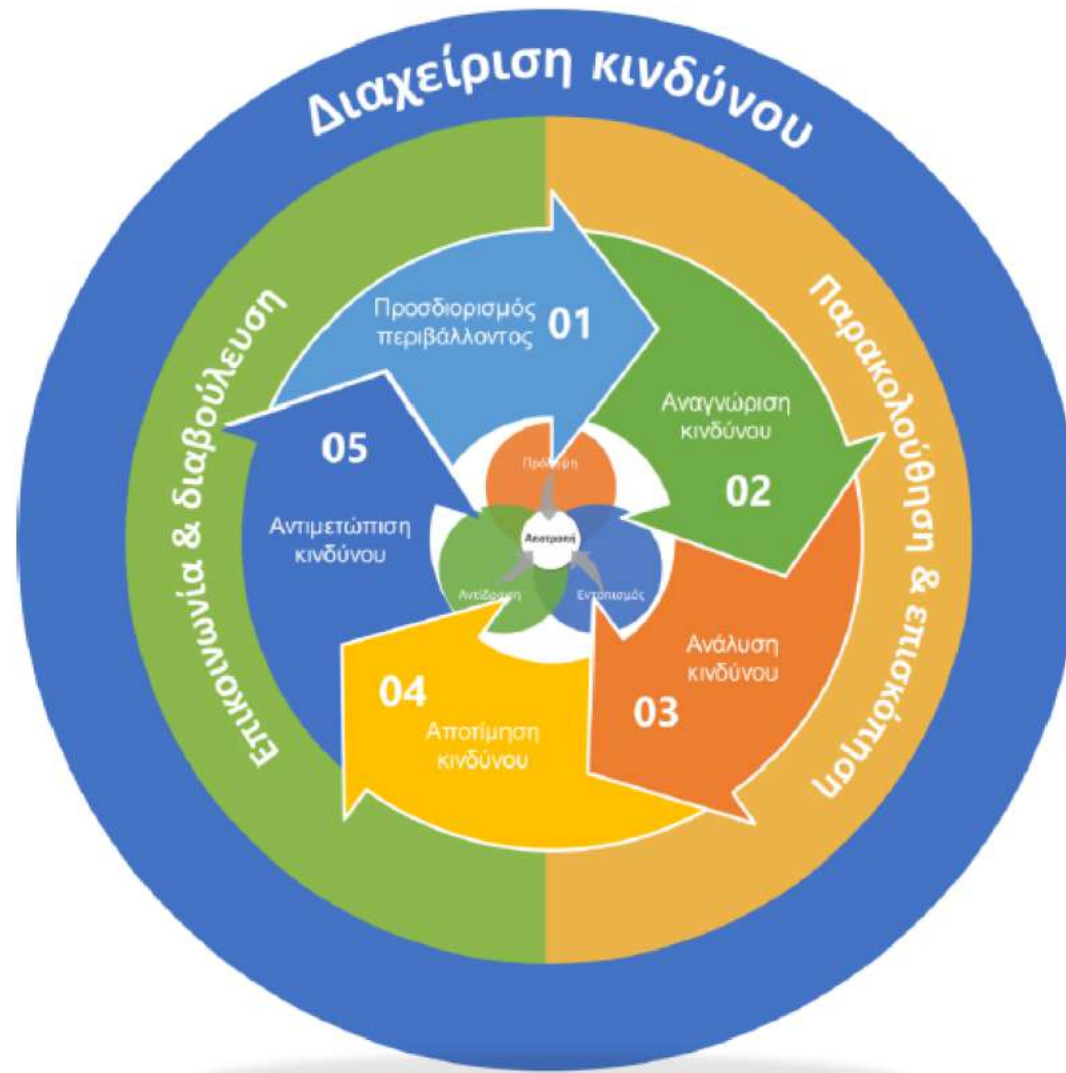 Διαχείριση κινδύνου
Επικοινωνία & διαβούλευση
Παρακολούθηση & επισκόπηση
Προσδιορισμός
περιβάλλοντος
01
Αναγνώριση
κινδύνου
02
Ανάλυση
κινδύνου
03
04
Αποτίμηση
κινδύνου
05
Αντιμετώπιση
κινδύνου
Πρόληψη
Αποτροπή
Αντίδραση
Εντοπισμός